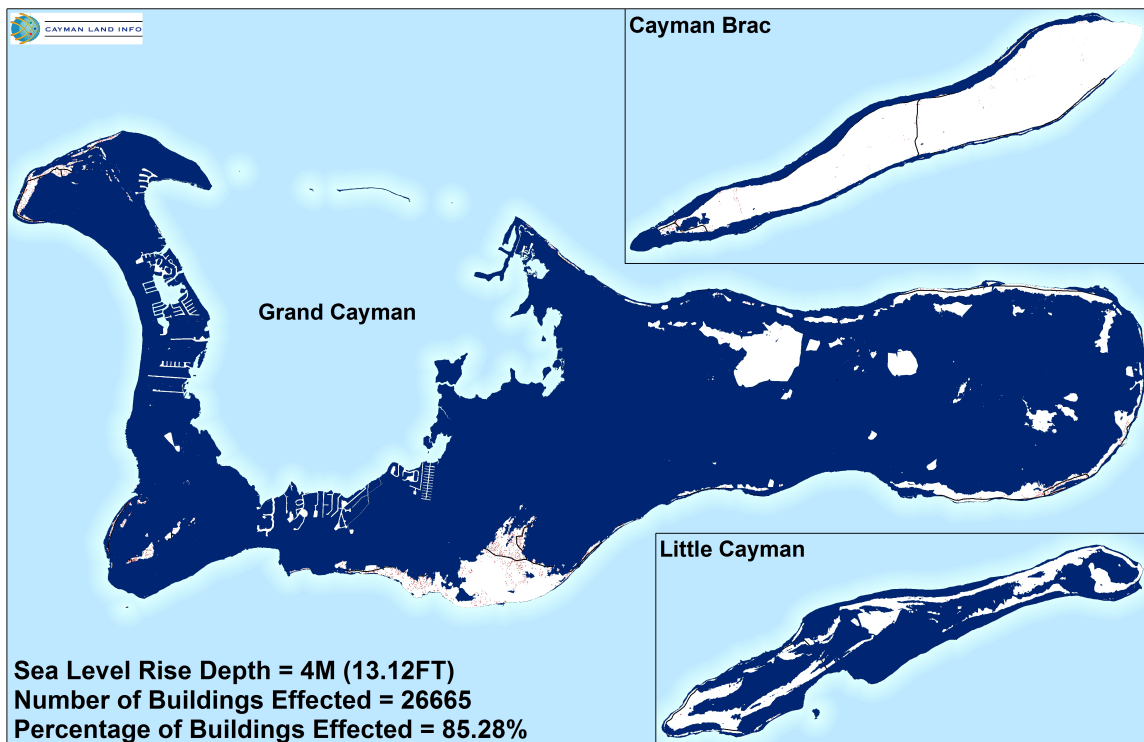 CAYMAN LAND INFO
Cayman Brac
Grand Cayman
Little Cayman
Sea Level Rise Depth = 4M (13.12FT)
Number of Buildings Effected = 26665
Percentage of Buildings Effected = 85.28%